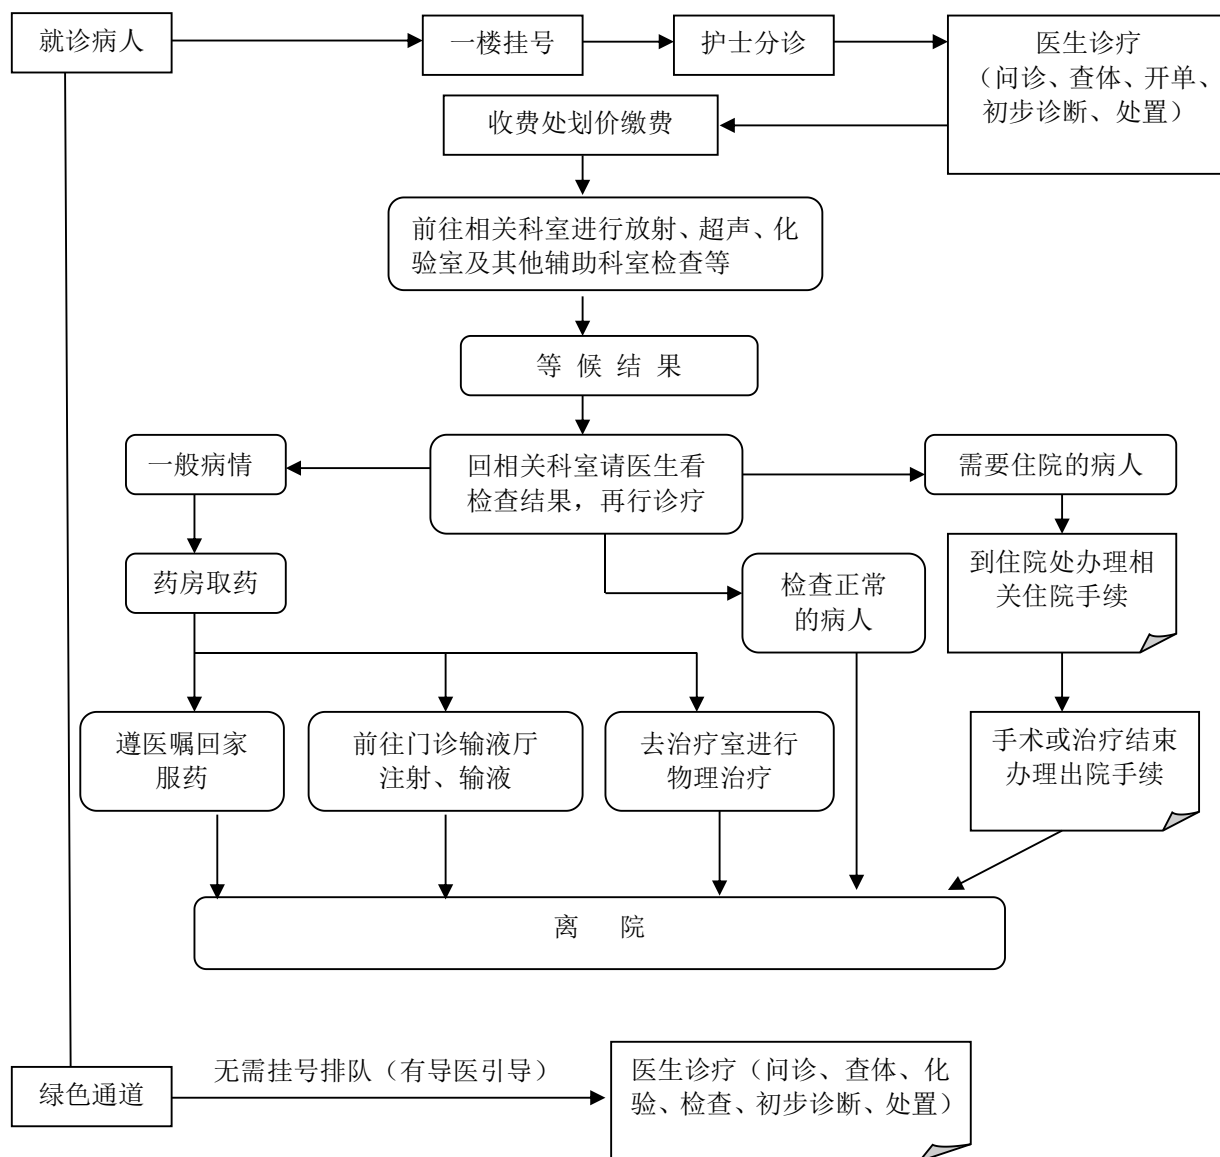 就诊病人
一楼挂号
护士分诊
医生诊疗
（问诊、查体、开单、
初步诊断、处置）
收费处划价缴费
前往相关科室进行放射、超声、化
验室及其他辅助科室检查等
等 候 结 果
一般病情
回相关科室请医生看
检查结果，再行诊疗
需要住院的病人
药房取药
检查正常
的病人
到住院处办理相
关住院手续
遵医嘱回家
服药
前往门诊输液厅
注射、输液
去治疗室进行
物理治疗
手术或治疗结束
办理出院手续
离 院
绿色通道
无需挂号排队（有导医引导）
医生诊疗（问诊、查体、化
验、检查、初步诊断、处置）